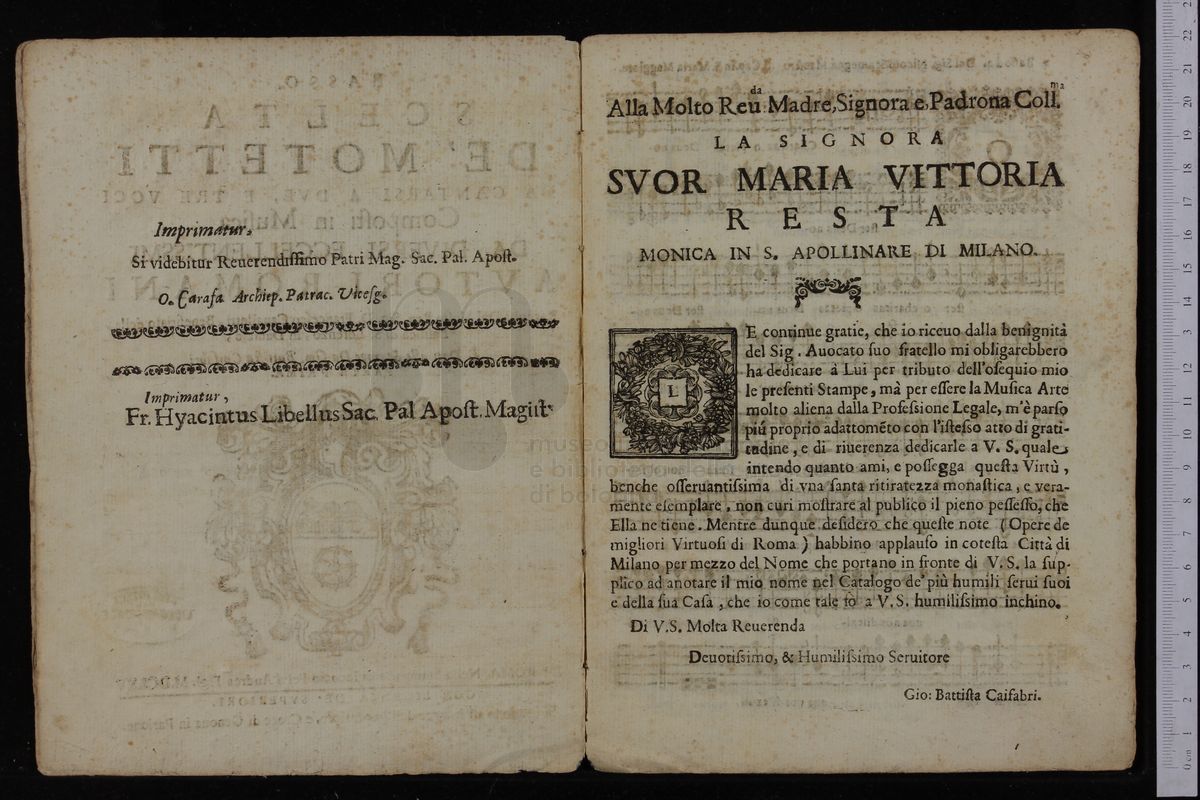 Imprimatur.
Si videbitur Reuerendissimo Patri Mag. Sac. Pal. Apost.
O. Carafa Archiep. Patrac. Vicesg.
Imprimatur,
Fr. Hyacintus Libellus Sac. Pal Apost. Magist.
Alla Molto Reu.da Madre, Signora e, Padrona Coll.ma
LA SIGNORA
SVOR MARIA VITTORIA
RESTA
MONICA IN S. APOLLINARE DI MILANO.
LE continue gratie, che io riceuo dalla benignità
del Sig. Auocato suo fratello mi obligarebbero
ha dedicare à Lui per tributo dell'osequio mio
le presenti Stampe, mà per essere la Musica Arte
molto aliena dalla Professione Legale, m'è parso
più proprio adattomēto con l'istesso atto di grati-
tudine, e di riuerenza dedicarle a V. S. quale
intendo quanto ami, e possegga questa Virtù,
benche osseruantissima di vna santa ritiratezza monastica, e vera-
mente esemplare, non curi mostrare al publico il pieno pessesso, che
Ella ne tiene. Mentre dunque desidero che queste note (Opere de
migliori Virtuosi di Roma) habbino applauso in cotesta Città di
Milano per mezzo del Nome che portano in fronte di V. S. la sup-
plico ad anotare il mio nome nel Catalogo de' più humili serui suoi
e della sua Casa, che io come tale fò a V. S. humilissimo inchino.
Di V.S. Molta Reuerenda
Deuotissimo, & Humilissimo Seruitore
Gio: Battista Caifabri.